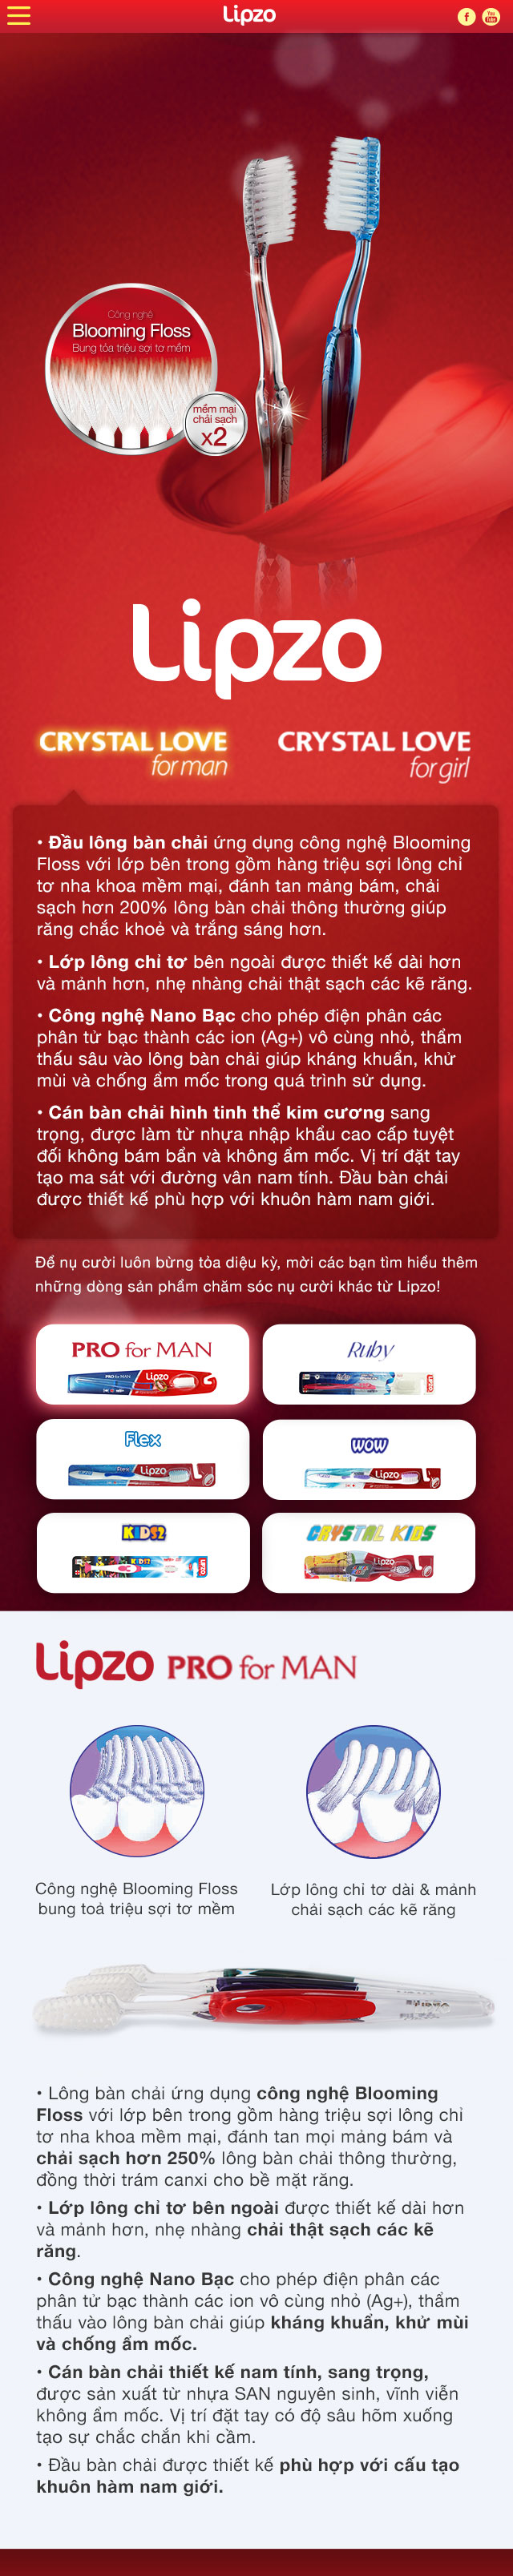 Lipzo
f
You
Tube
Công nghệ
Blooming Floss
Bung tỏa triệu sợi tơ mềm
mềm mại
chải sạch
x2
Lipzo
CRYSTAL LOVE
for man
CRYSTAL LOVE
for girl
• Đầu lông bàn chải ứng dụng công nghệ Blooming
Floss với lớp bên trong gồm hàng triệu sợi lông chỉ
tơ nha khoa mềm mại, đánh tan mảng bám, chải
sạch hơn 200% lông bàn chải thông thường giúp
răng chắc khoẻ và trắng sáng hơn.
• Lớp lông chỉ tơ bên ngoài được thiết kế dài hơn
và mảnh hơn, nhẹ nhàng chải thật sạch các kẽ răng.
• Công nghệ Nano Bạc cho phép điện phân các
phân tử bạc thành các ion (Ag+) vô cùng nhỏ, thẩm
thấu sâu vào lông bàn chải giúp kháng khuẩn, khử
mùi và chống ẩm mốc trong quá trình sử dụng.
• Cán bàn chải hình tinh thể kim cương sang
trọng, được làm từ nhựa nhập khẩu cao cấp tuyệt
đối không bám bẩn và không ẩm mốc. Vị trí đặt tay
tạo ma sát với đường vân nam tính. Đầu bàn chải
được thiết kế phù hợp với khuôn hàm nam giới.
Để nụ cười luôn bừng tỏa diệu kỳ, mời các bạn tìm hiểu thêm
những dòng sản phẩm chăm sóc nụ cười khác từ Lipzo!
PRO for MAN
PRO for MAN
Lipzo
Ruby
Ruby
Lipzo
Flex
Flex
Lipzo
WOW
Lipzo
KIDS2
KIDS2
Lipzo
CRYSTAL KIDS
Lipzo
Lipzo PRO for MAN
Công nghệ Blooming Floss
bung toả triệu sợi tơ mềm
Lớp lông chỉ tơ dài & mảnh
chải sạch các kẽ răng
• Lông bàn chải ứng dụng công nghệ Blooming
Floss với lớp bên trong gồm hàng triệu sợi lông chỉ
tơ nha khoa mềm mại, đánh tan mọi mảng bám và
chải sạch hơn 250% lông bàn chải thông thường,
đồng thời trám canxi cho bề mặt răng.
• Lớp lông chỉ tơ bên ngoài được thiết kế dài hơn
và mảnh hơn, nhẹ nhàng chải thật sạch các kẽ
răng.
• Công nghệ Nano Bạc cho phép điện phân các
phân tử bạc thành các ion vô cùng nhỏ (Ag+), thẩm
thấu vào lông bàn chải giúp kháng khuẩn, khử mùi
và chống ẩm mốc.
• Cán bàn chải thiết kế nam tính, sang trọng,
được sản xuất từ nhựa SAN nguyên sinh, vĩnh viễn
không ẩm mốc. Vị trí đặt tay có độ sâu hõm xuống
tạo sự chắc chắn khi cầm.
• Đầu bàn chải được thiết kế phù hợp với cấu tạo
khuôn hàm nam giới.